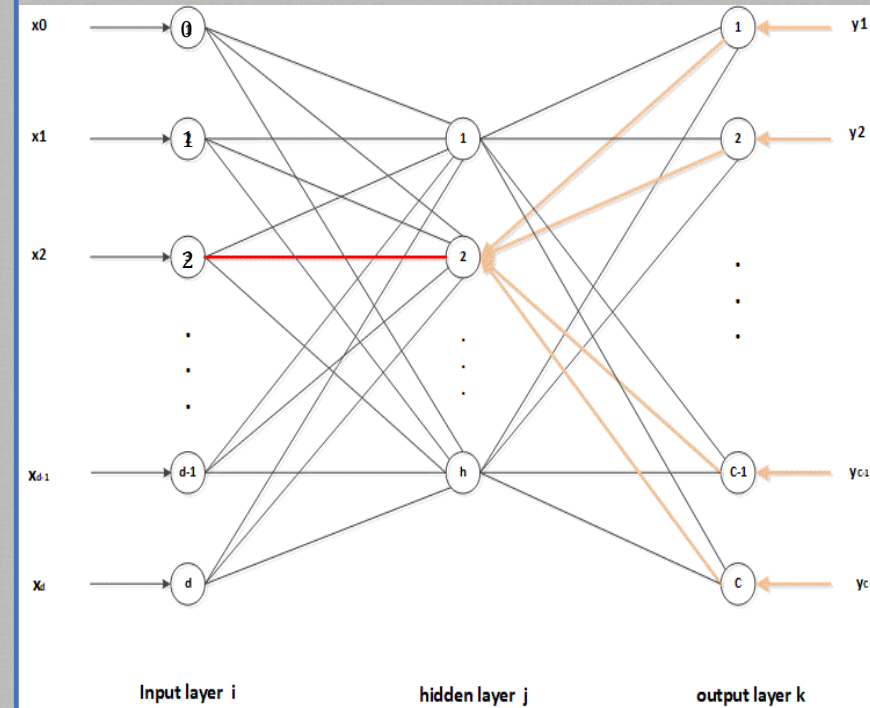 x0 0 1 y1
x1 1 1 2 y2
x2 2 2
xd-1 d-1 h C-1 yC-1
xd d C yC
Input layer i hidden layer j output layer k